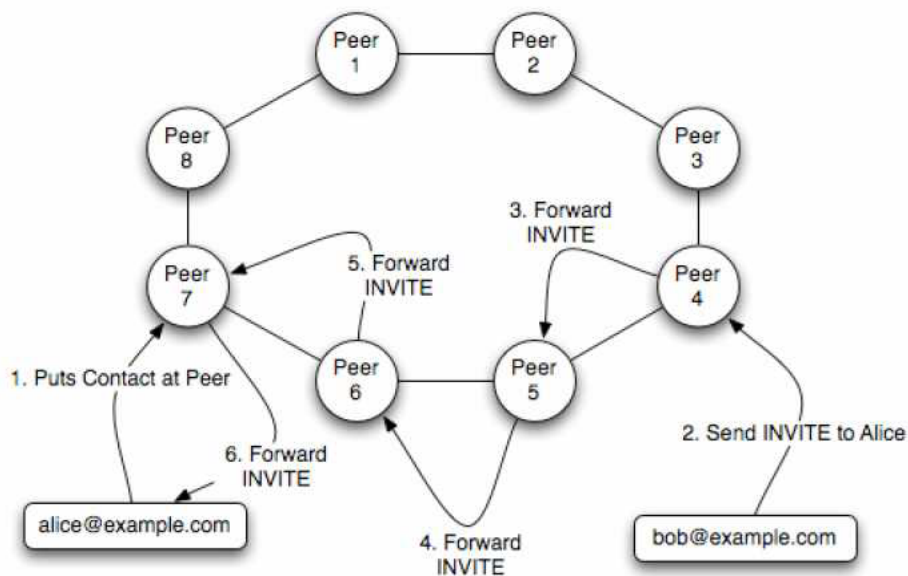 Peer
1
Peer
2
Peer
8
Peer
3
3. Forward
INVITE
Peer
7
5. Forward
INVITE
Peer
4
1. Puts Contact at Peer
Peer
6
Peer
5
2. Send INVITE to Alice
6. Forward
INVITE
alice@example.com
4. Forward
INVITE
bob@example.com